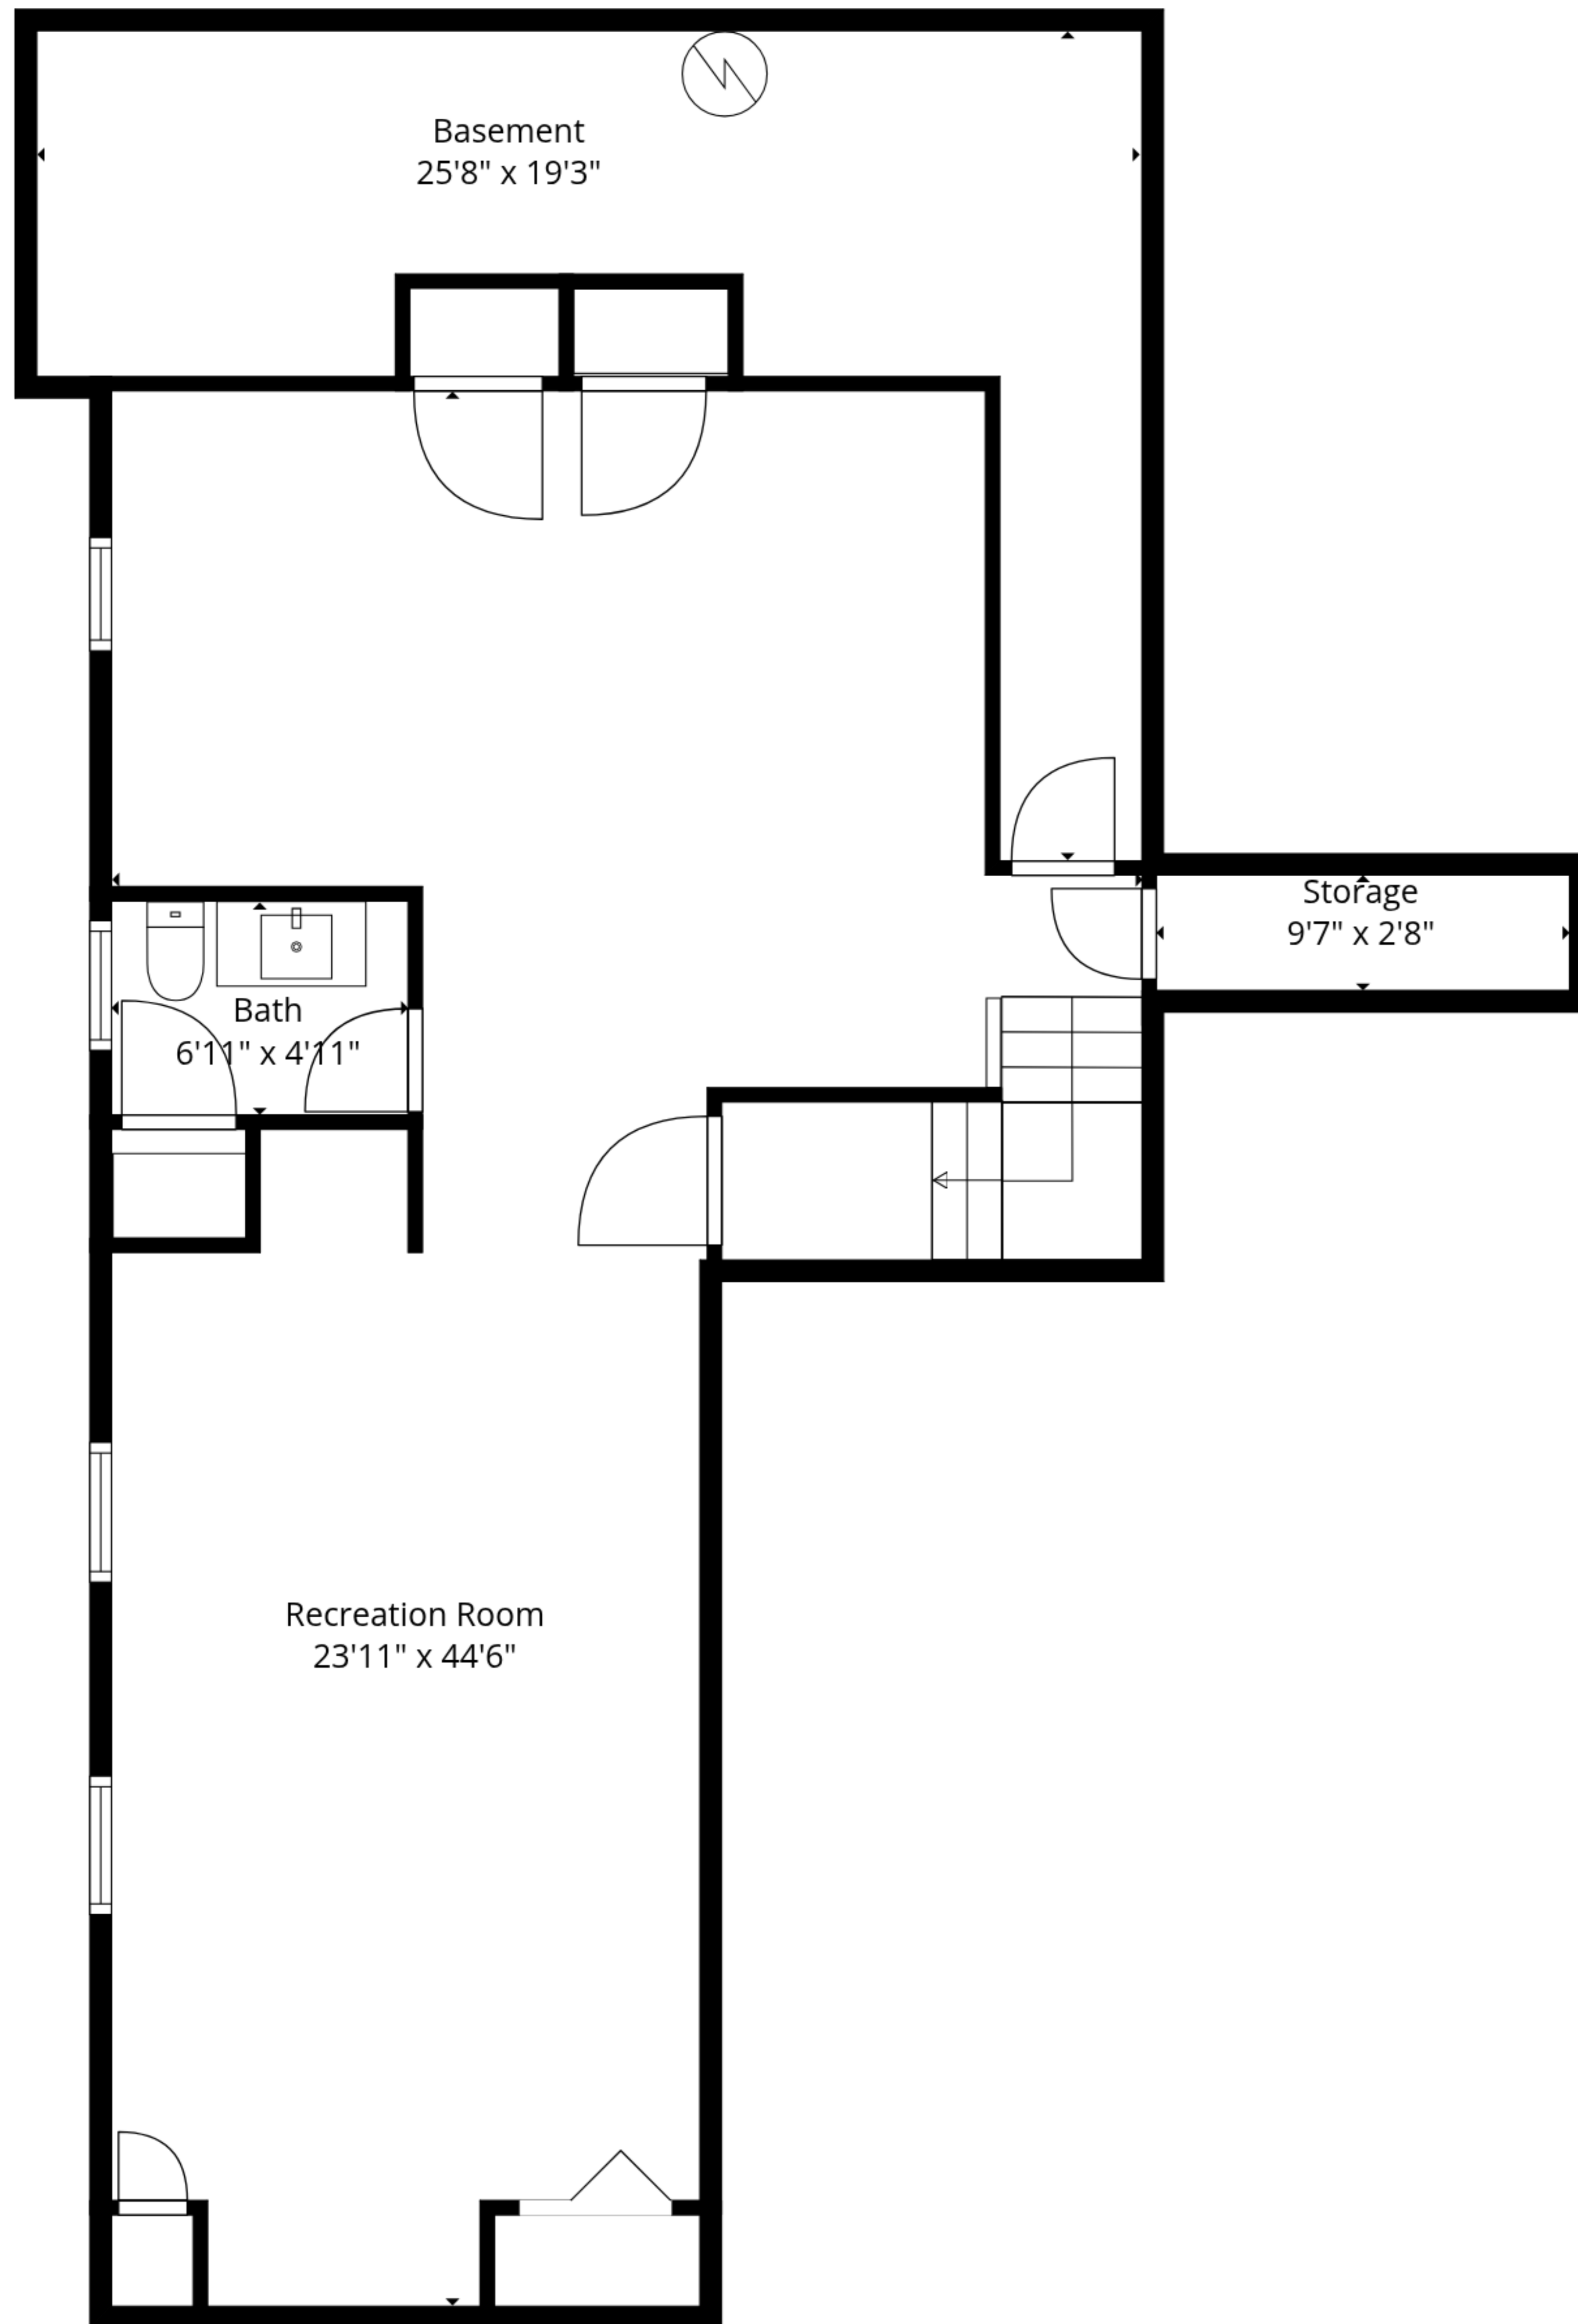 Basement
25'8" x 19'3"
Storage
9'7" x 2'8"
Bath
6'11" x 4'11"
Recreation Room
23'11" x 44'6"